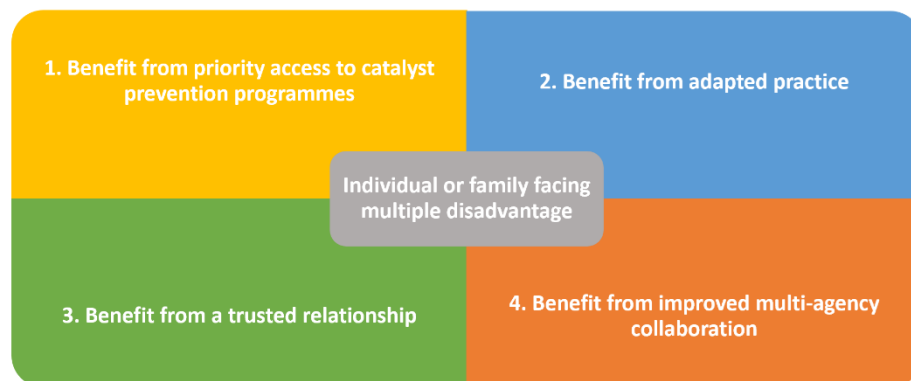 1. Benefit from priority access to catalyst
prevention programmes
2. Benefit from adapted practice
Individual or family facing
multiple disadvantage
3. Benefit from a trusted relationship
4. Benefit from improved multi-agency
collaboration